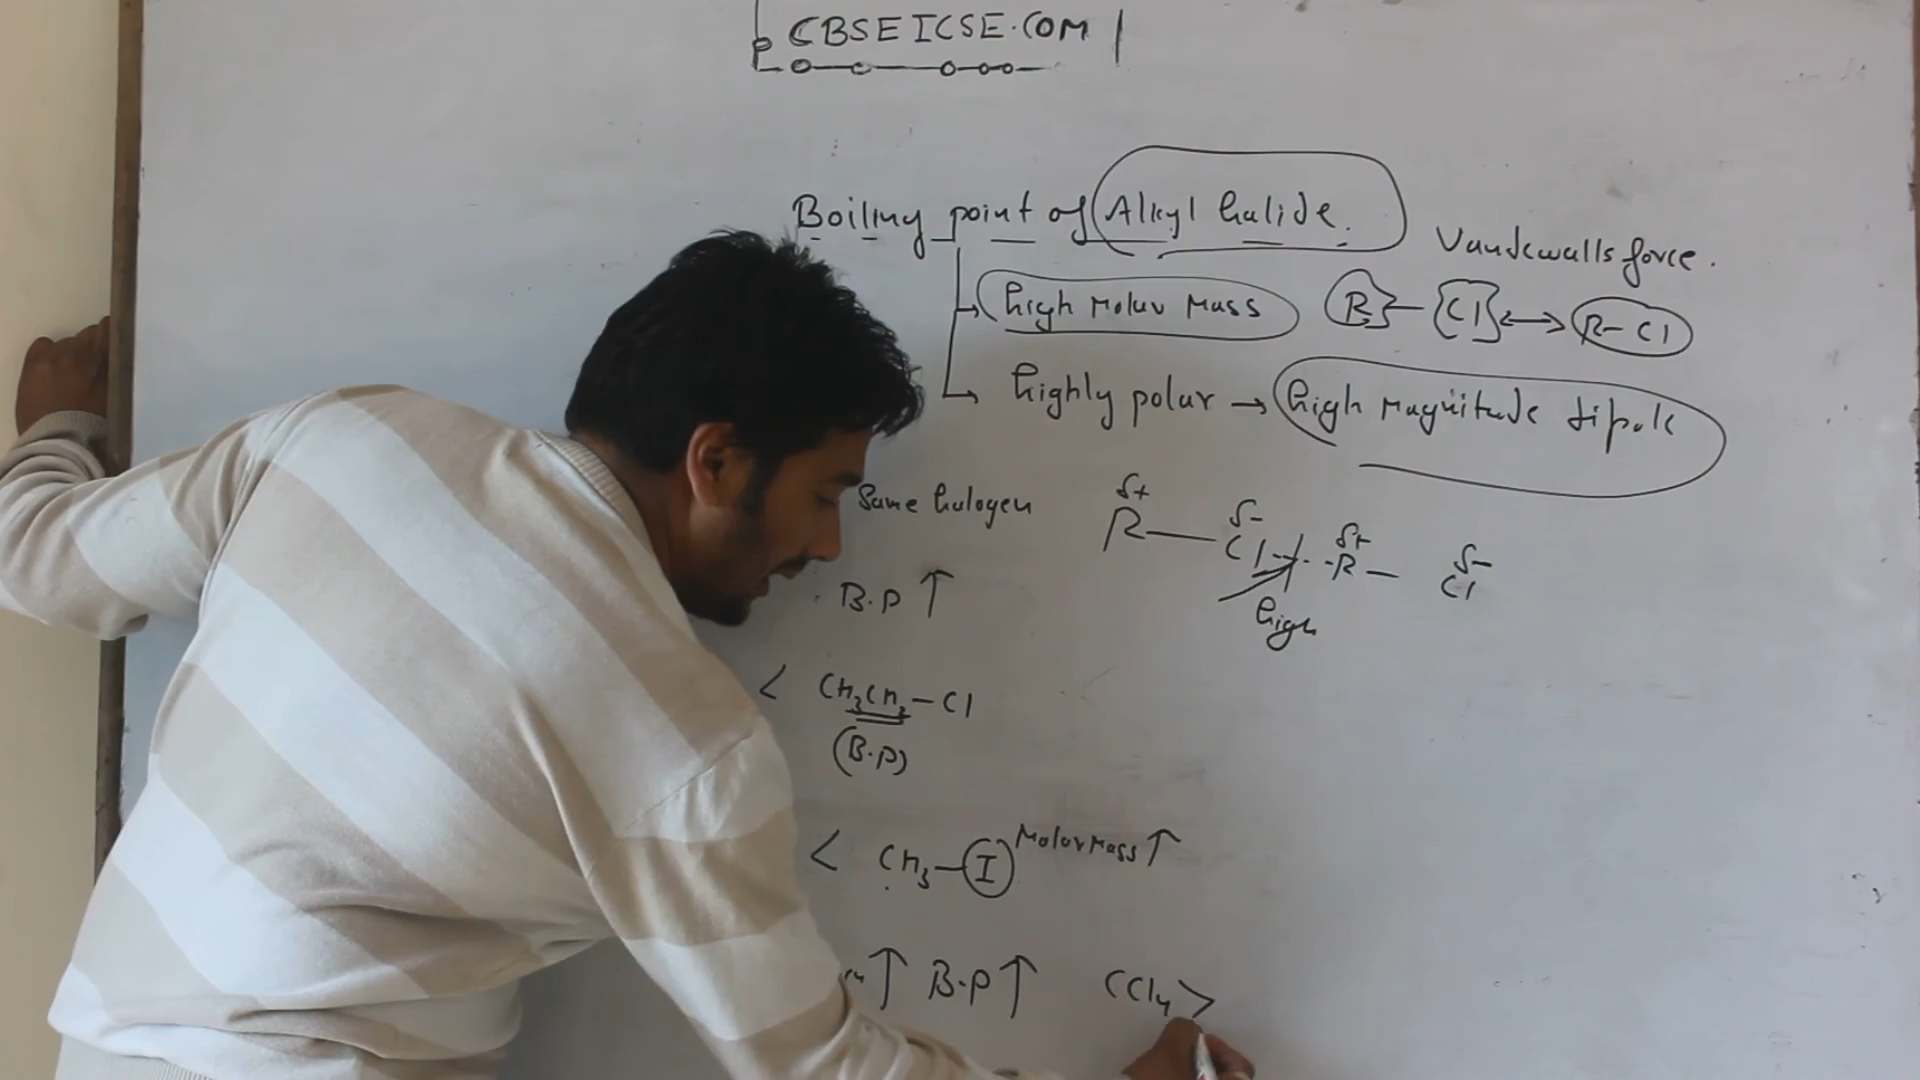 CBSEICSE.COM
Boiling point of Alkyl halide.
Vandewalls force.
high Molar Mass
R — Cl ↔ R-Cl
highly polar → high magnitude dipole
Same halogen
δ+ δ- δ+ δ-
R — Cl --- R — Cl
high
B.P ↑
< CH3CH2-Cl
(B.P)
< CH3-I Molar Mass ↑
↑ B.P ↑ CCl4 >